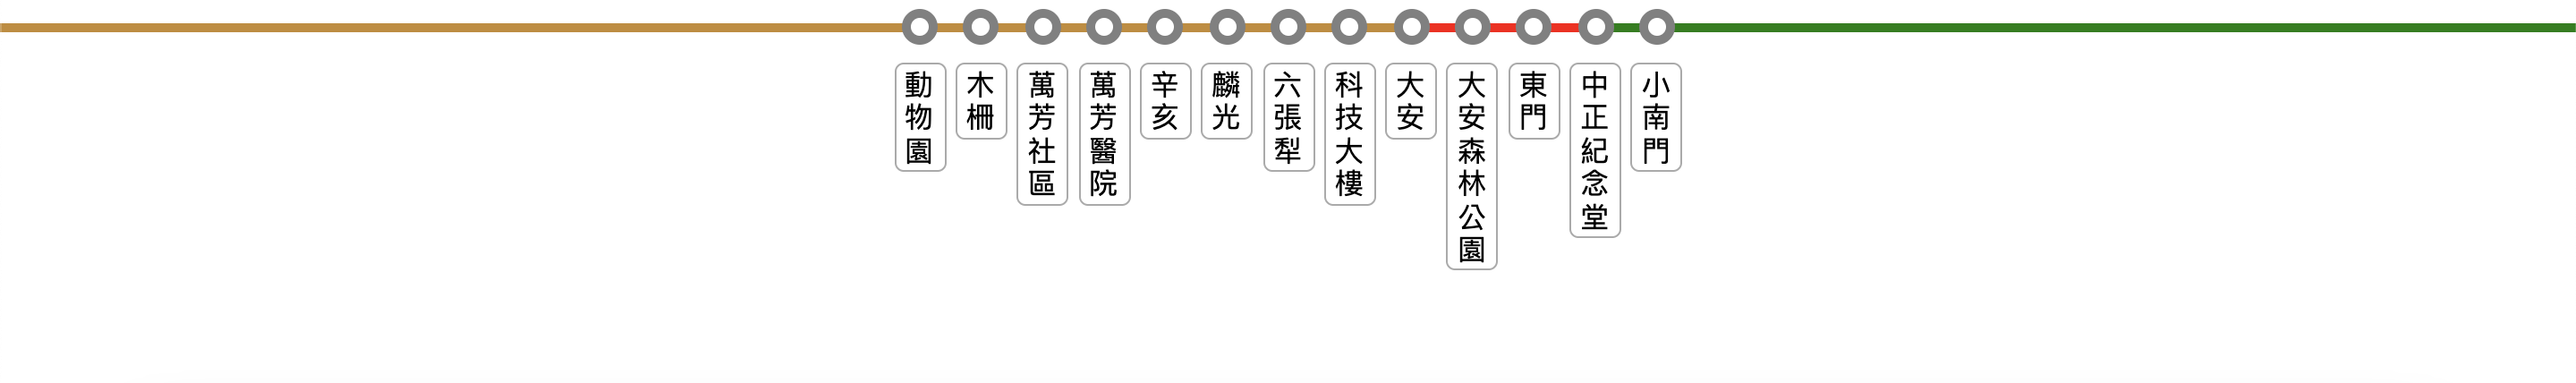 動物園
木柵
萬芳社區
萬芳醫院
辛亥
麟光
六張犁
科技大樓
大安
大安森林公園
東門
中正紀念堂
小南門